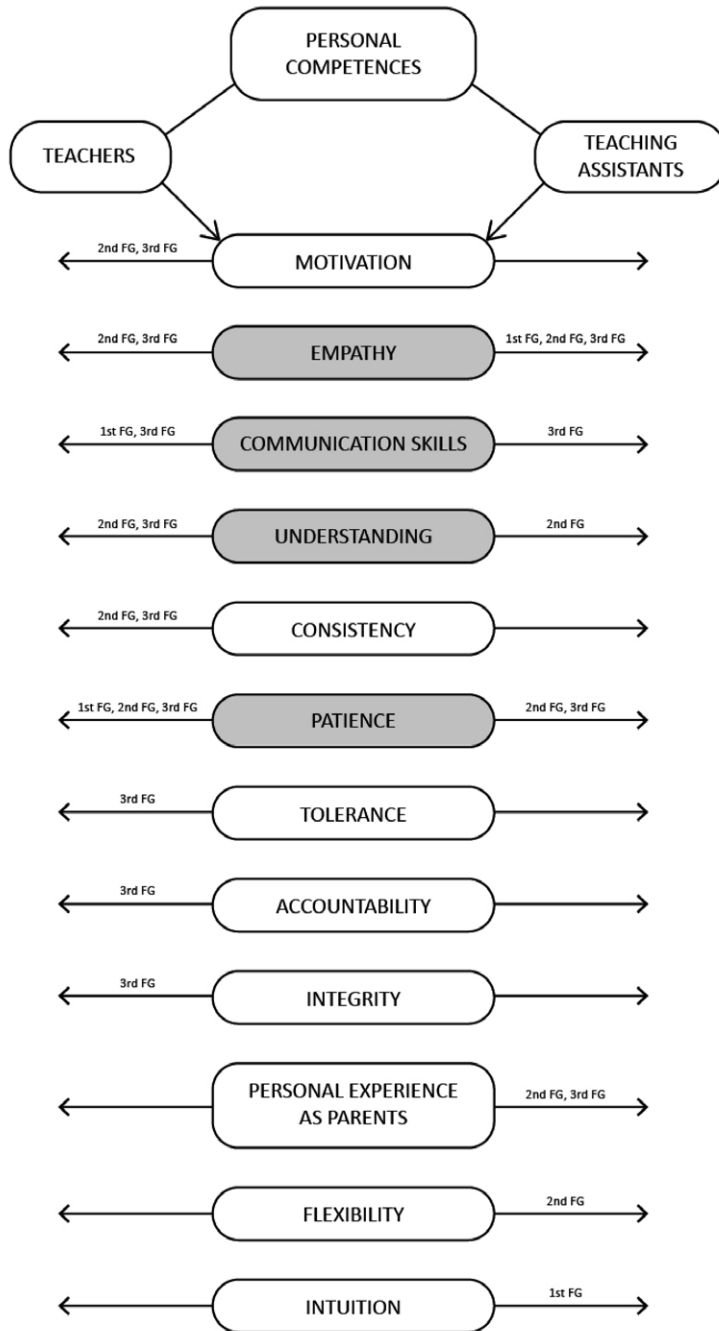 PERSONAL
COMPETENCES
TEACHERS
TEACHING
ASSISTANTS
2nd FG, 3rd FG
MOTIVATION
2nd FG, 3rd FG
EMPATHY
1st FG, 2nd FG, 3rd FG
1st FG, 3rd FG
COMMUNICATION SKILLS
3rd FG
2nd FG, 3rd FG
UNDERSTANDING
2nd FG
2nd FG, 3rd FG
CONSISTENCY
1st FG, 2nd FG, 3rd FG
PATIENCE
2nd FG, 3rd FG
3rd FG
TOLERANCE
3rd FG
ACCOUNTABILITY
3rd FG
INTEGRITY
PERSONAL EXPERIENCE
AS PARENTS
2nd FG, 3rd FG
FLEXIBILITY
2nd FG
INTUITION
1st FG